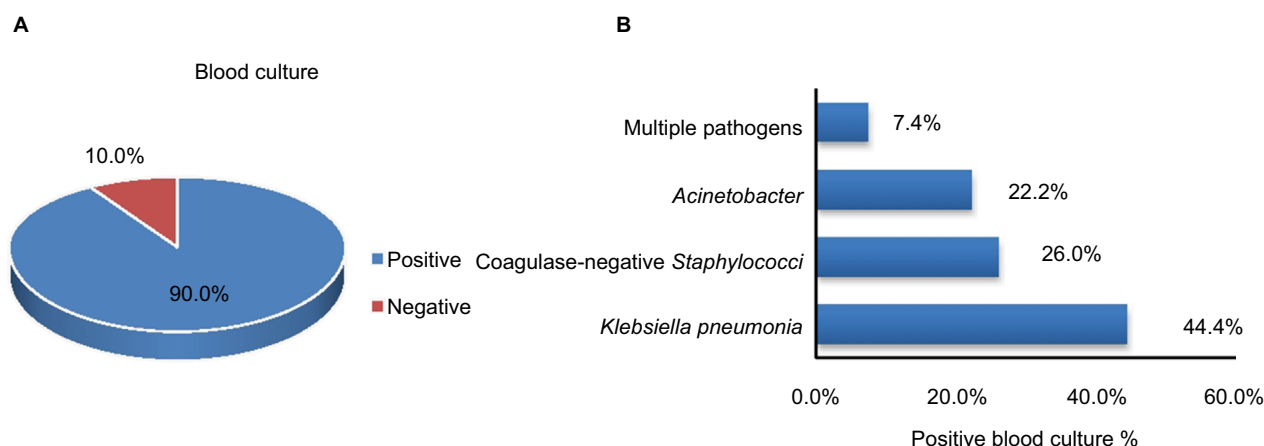 A
Blood culture
10.0%
90.0%
Positive
Negative
B
Multiple pathogens
7.4%
Acinetobacter
22.2%
Coagulase-negative Staphylococci
26.0%
Klebsiella pneumonia
44.4%
0.0% 20.0% 40.0% 60.0%
Positive blood culture %